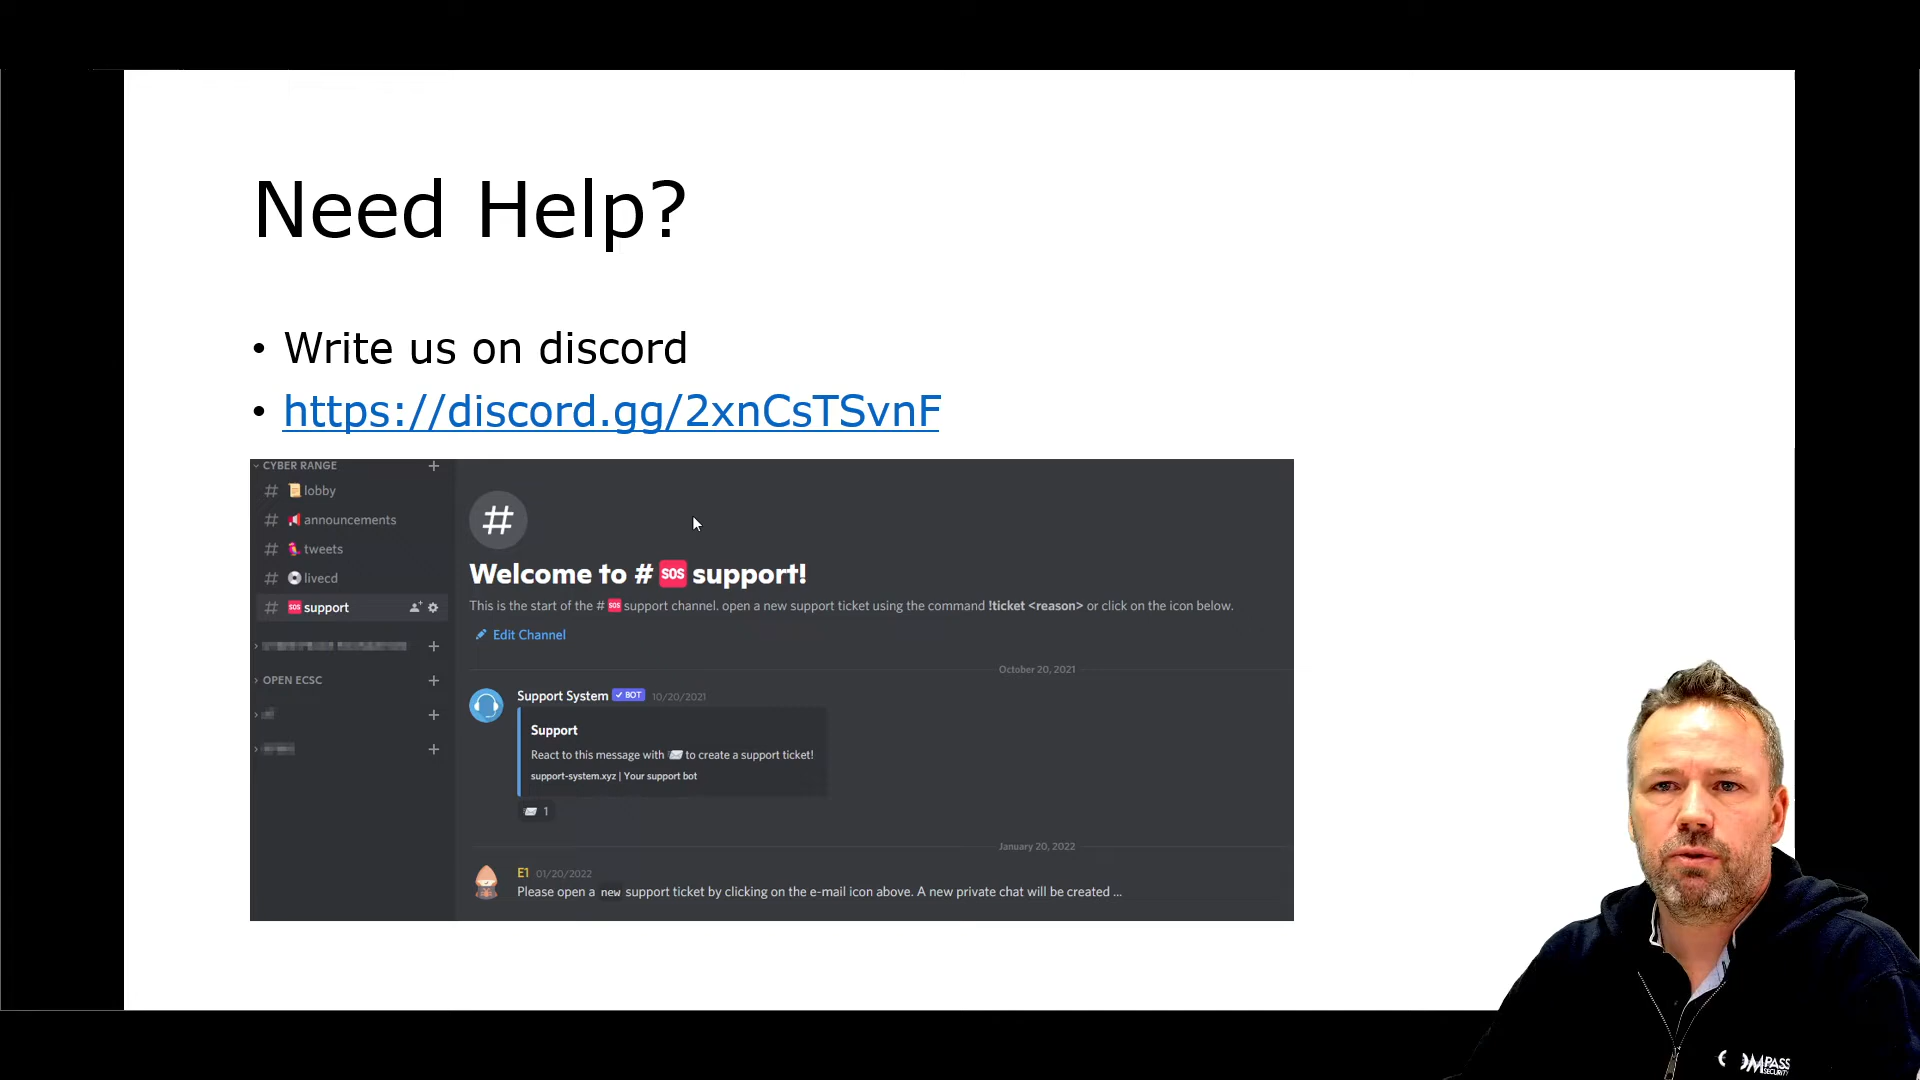 Need Help?
• Write us on discord
• https://discord.gg/2xnCsTSvnF
CYBER RANGE
# lobby
# announcements
# tweets
# livecd
# support
OPEN ECSC
#
Welcome to # SOS support!
This is the start of the # SOS support channel. open a new support ticket using the command !ticket <reason> or click on the icon below.
Edit Channel
October 20, 2021
Support System BOT 10/20/2021
Support
React to this message with 📨 to create a support ticket!
support-system.xyz | Your support bot
📨 1
January 20, 2022
E1 01/20/2022
Please open a new support ticket by clicking on the e-mail icon above. A new private chat will be created ...
COMPASS
SECURITY